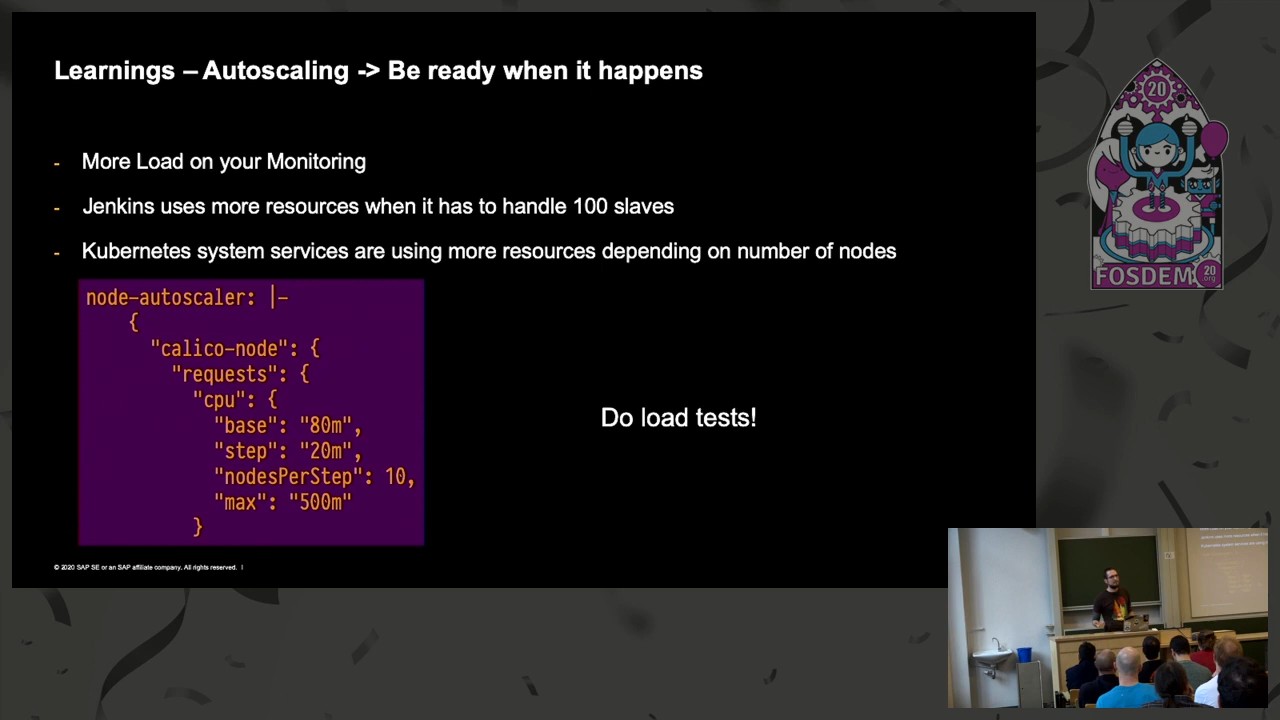 Learnings – Autoscaling -> Be ready when it happens
- More Load on your Monitoring
- Jenkins uses more resources when it has to handle 100 slaves
- Kubernetes system services are using more resources depending on number of nodes
node-autoscaler: |-
{
"calico-node": {
"requests": {
"cpu": {
"base": "80m",
"step": "20m",
"nodesPerStep": 10,
"max": "500m"
}
Do load tests!
© 2020 SAP SE or an SAP affiliate company. All rights reserved. |
20
FOSDEM
20
.org